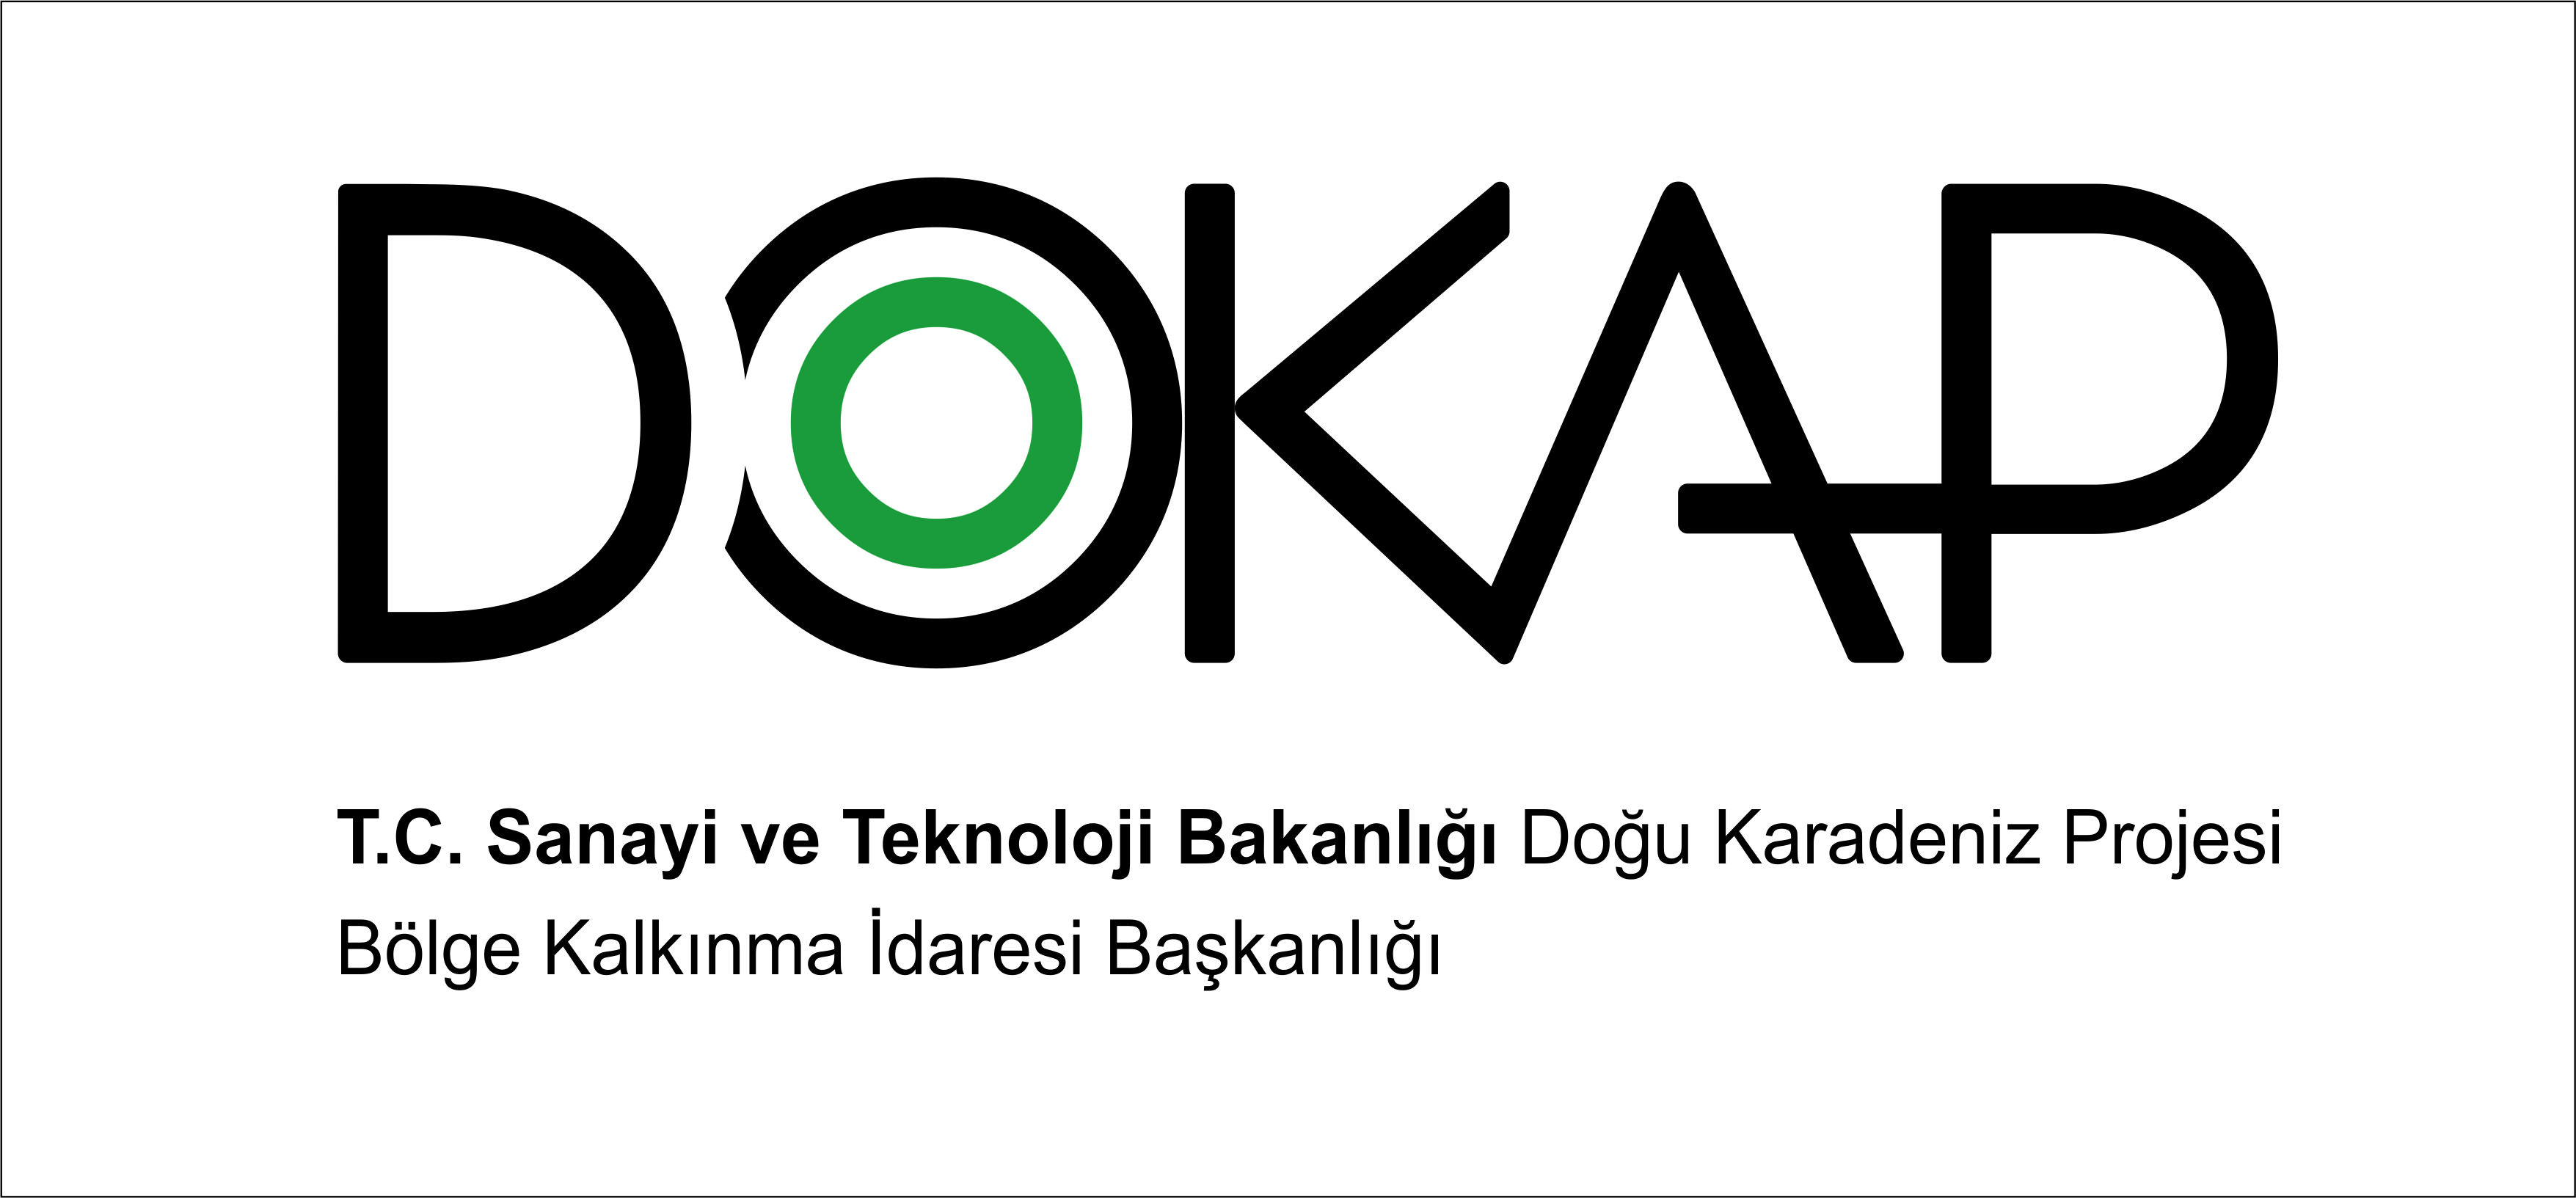 DOKAP
T.C. Sanayi ve Teknoloji Bakanlığı Doğu Karadeniz Projesi
Bölge Kalkınma İdaresi Başkanlığı